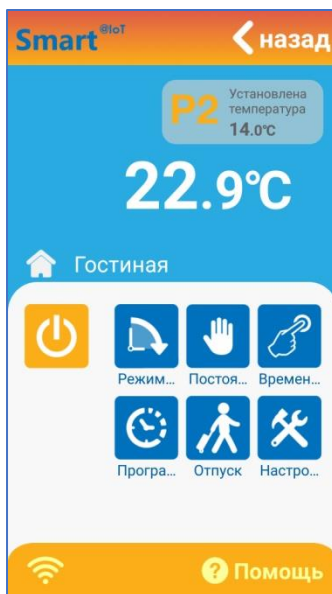 Smart @IoT
назад
P2
Установлена
температура
14.0°C
22.9°C
Гостиная
Режим... Постоя... Времен...
Програ... Отпуск Настро...
? Помощь